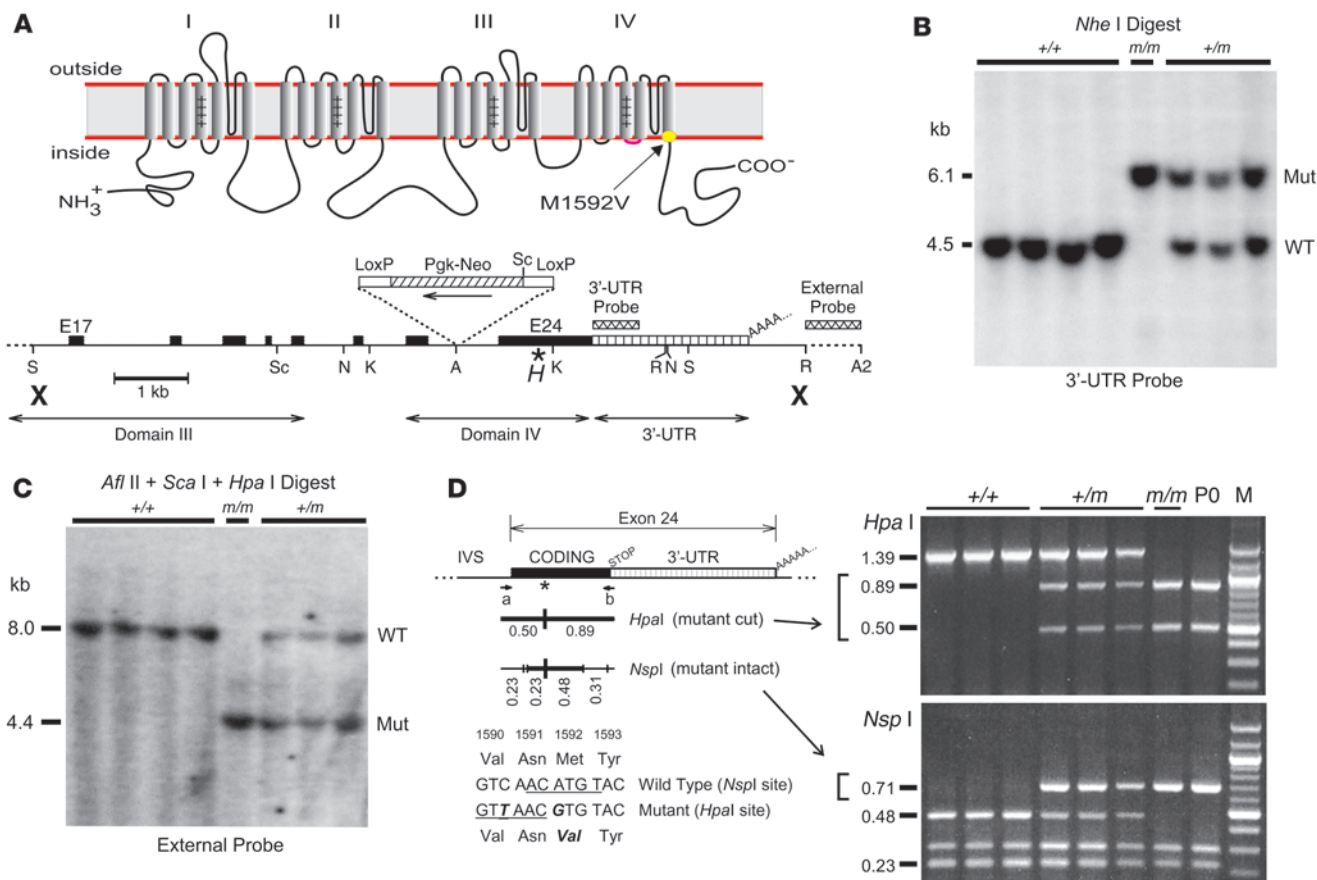 A
I II III IV
outside
inside
NH3+
COO-
M1592V
LoxP Pgk-Neo Sc LoxP
3'-UTR Probe
External Probe
E17
E24
AAAA...
S Sc N K A * H K R N S R A2
1 kb
X X
Domain III
Domain IV
3'-UTR
B
Nhe I Digest
+/+ m/m +/m
kb
6.1
4.5
Mut
WT
3'-UTR Probe
C
Afl II + Sca I + Hpa I Digest
+/+ m/m +/m
kb
8.0
4.4
WT
Mut
External Probe
D
Exon 24
IVS CODING STOP 3'-UTR AAAAA...
*
a b
0.50 0.89
HpaI (mutant cut)
NspI (mutant intact)
0.23 0.23 0.48 0.31
1590 1591 1592 1593
Val Asn Met Tyr
GTC AAC ATG TAC Wild Type (NspI site)
GTT AAC GTG TAC Mutant (HpaI site)
Val Asn Val Tyr
+/+ +/m m/m P0 M
Hpa I
1.39
0.89
0.50
Nsp I
0.71
0.48
0.23